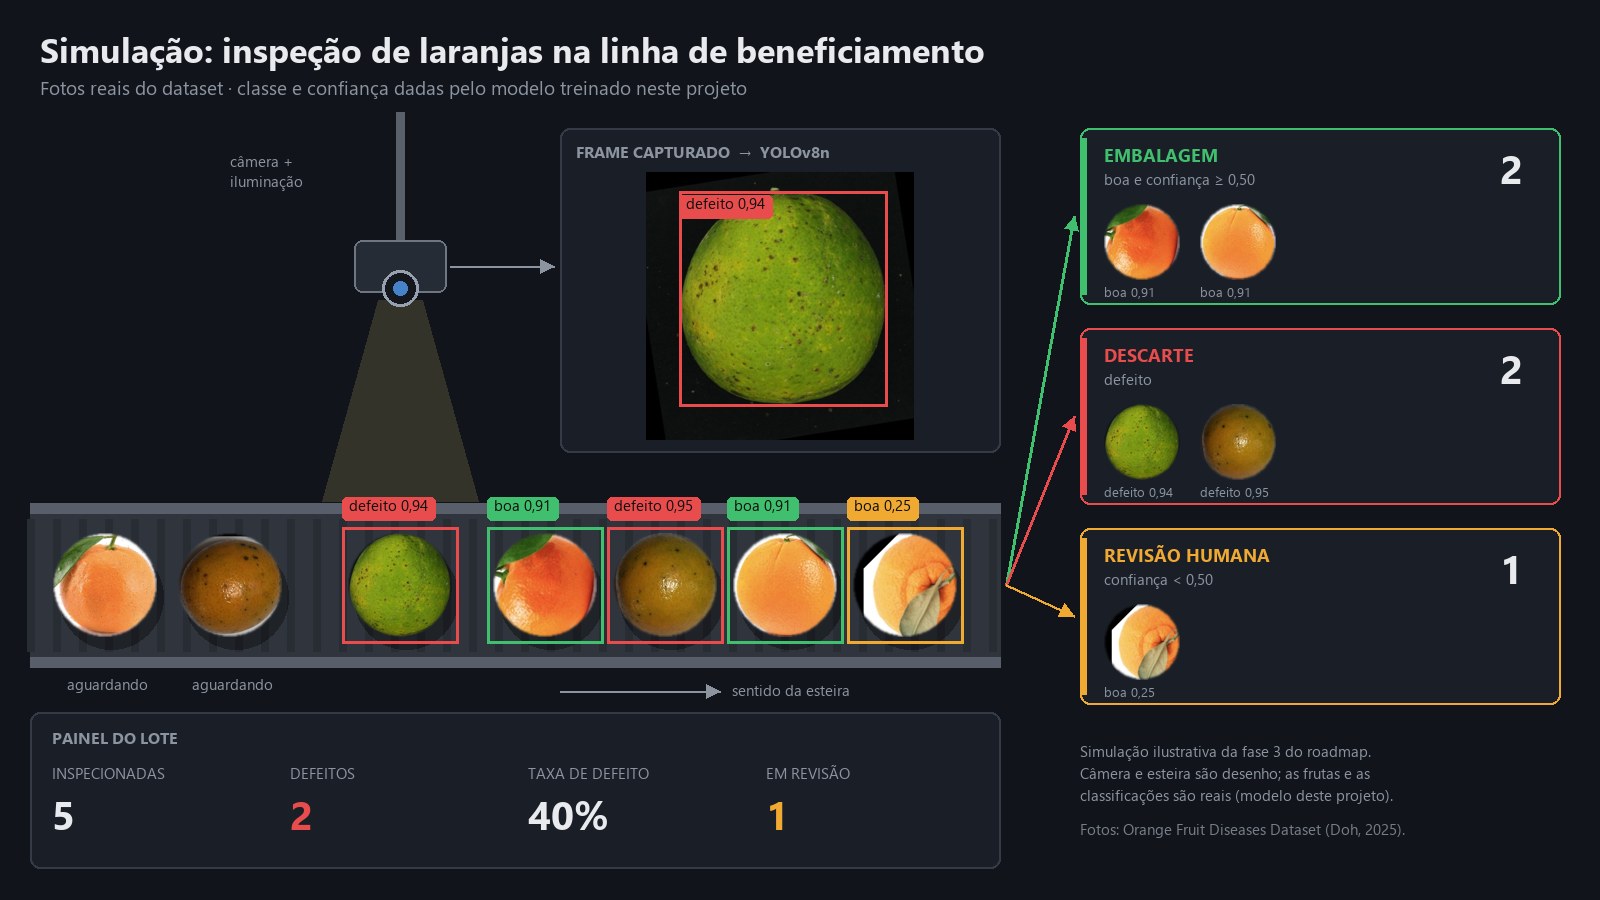 Simulação: inspeção de laranjas na linha de beneficiamento
Fotos reais do dataset · classe e confiança dadas pelo modelo treinado neste projeto
câmera +
iluminação
FRAME CAPTURADO → YOLOv8n
defeito 0,94
EMBALAGEM
2
boa e confiança ≥ 0,50
boa 0,91
boa 0,91
DESCARTE
2
defeito
defeito 0,94
defeito 0,95
REVISÃO HUMANA
1
confiança < 0,50
boa 0,25
defeito 0,94
boa 0,91
defeito 0,95
boa 0,91
boa 0,25
aguardando
aguardando
sentido da esteira
PAINEL DO LOTE
INSPECIONADAS
5
DEFEITOS
2
TAXA DE DEFEITO
40%
EM REVISÃO
1
Simulação ilustrativa da fase 3 do roadmap.
Câmera e esteira são desenho; as frutas e as
classificações são reais (modelo deste projeto).
Fotos: Orange Fruit Diseases Dataset (Doh, 2025).